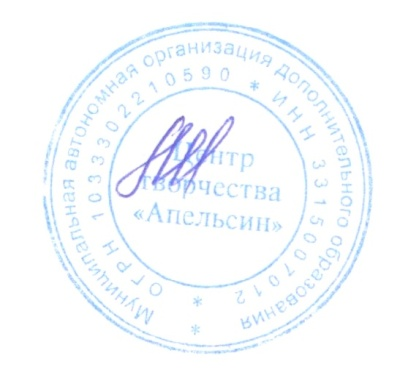 Муниципальная автономная организация дополнительного образования *
ОГРН 1033302210590 * ИНН 3315007012 *
Центр
творчества
«Апельсин»